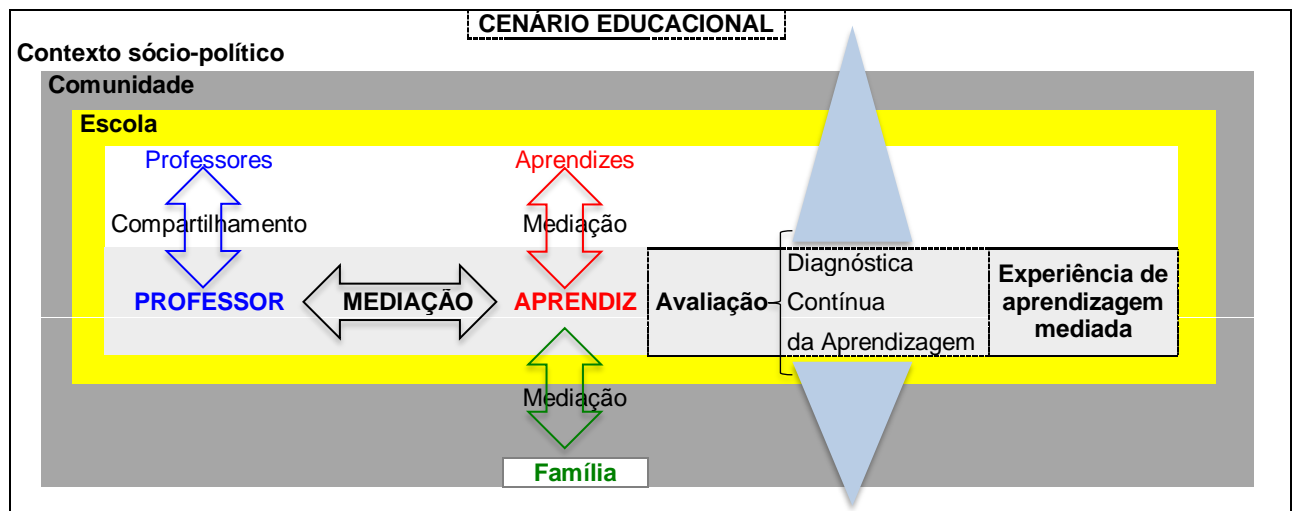 CENÁRIO EDUCACIONAL
Contexto sócio-político
Comunidade
Escola
Professores
Aprendizes
Compartilhamento
Mediação
PROFESSOR
MEDIAÇÃO
APRENDIZ
Avaliação
Diagnóstica
Contínua
da Aprendizagem
Experiência de
aprendizagem
mediada
Mediação
Família